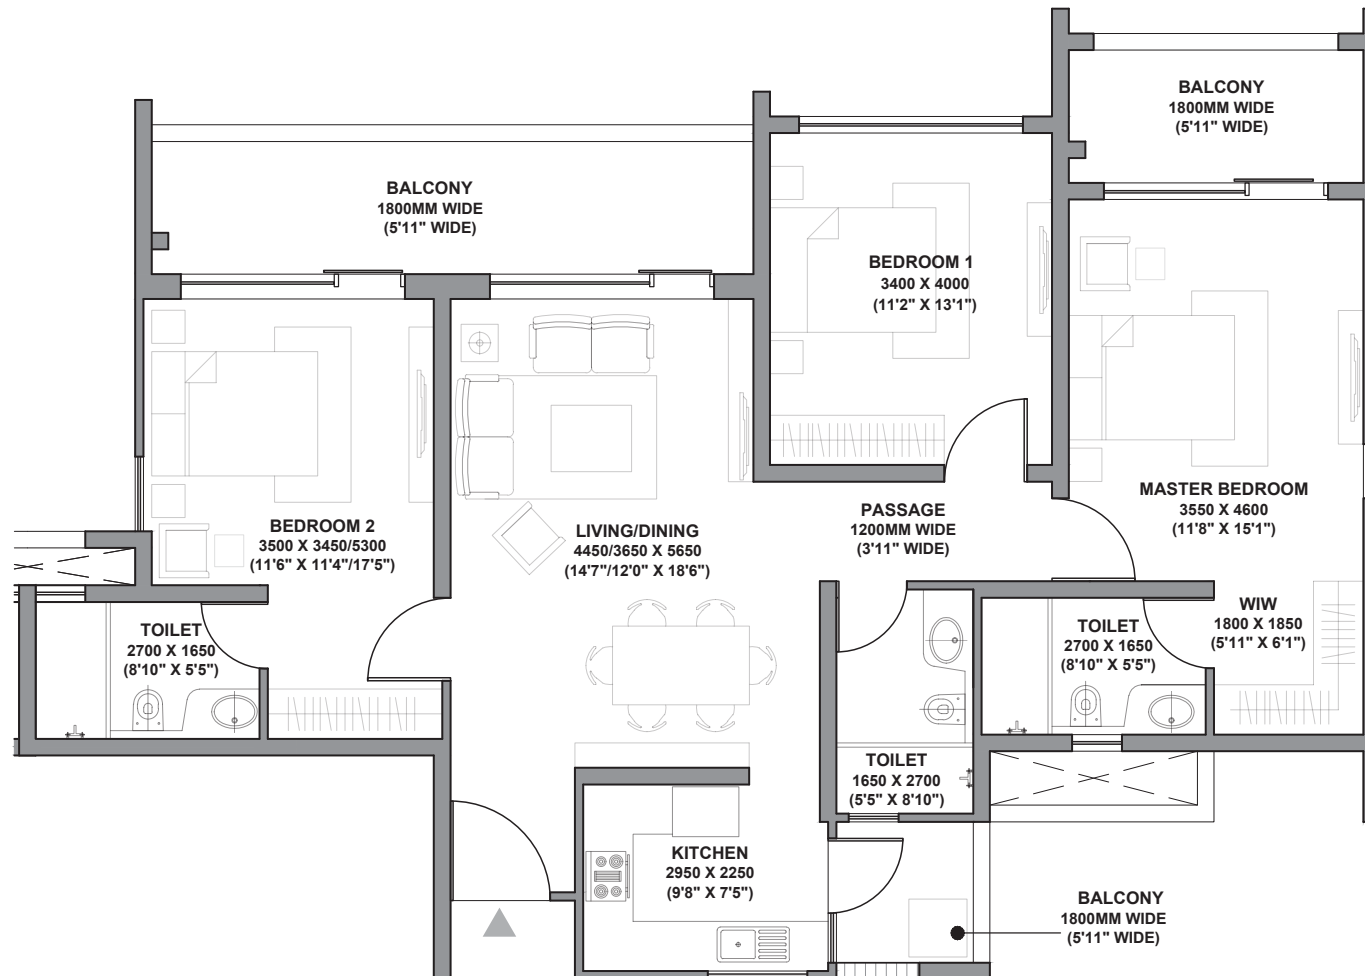 BALCONY
1800MM WIDE
(5'11" WIDE)
BALCONY
1800MM WIDE
(5'11" WIDE)
BEDROOM 1
3400 X 4000
(11'2" X 13'1")
MASTER BEDROOM
3550 X 4600
(11'8" X 15'1")
PASSAGE
1200MM WIDE
(3'11" WIDE)
BEDROOM 2
3500 X 3450/5300
(11'6" X 11'4"/17'5")
LIVING/DINING
4450/3650 X 5650
(14'7"/12'0" X 18'6")
WIW
1800 X 1850
(5'11" X 6'1")
TOILET
2700 X 1650
(8'10" X 5'5")
TOILET
2700 X 1650
(8'10" X 5'5")
TOILET
1650 X 2700
(5'5" X 8'10")
KITCHEN
2950 X 2250
(9'8" X 7'5")
BALCONY
1800MM WIDE
(5'11" WIDE)